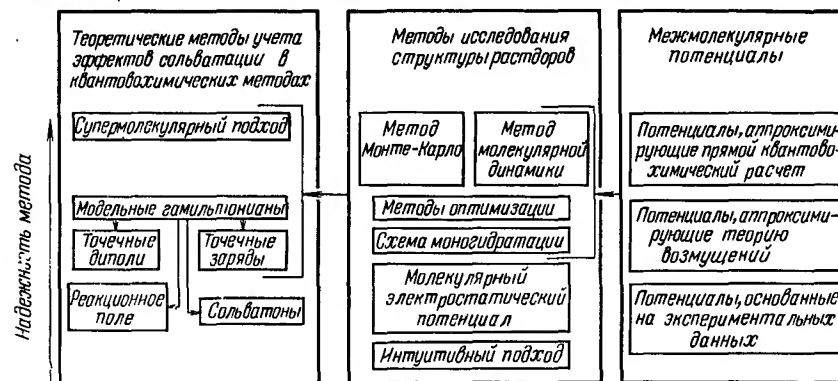 Надежность метода
Теоретические методы учета
эффектов сольватации в
квантовохимических методах
Супермолекулярный подход
Модельные гамильтонианы
Точечные
диполи
Точечные
заряды
Реакционное
поле
Сольватоны
Методы исследования
структуры растворов
Метод
Монте-Карло
Метод
молекулярной
динамики
Методы оптимизации
Схема моногидратации
Молекулярный
электростатический
потенциал
Интуитивный подход
Межмолекулярные
потенциалы
Потенциалы, аппроксими-
рующие прямой квантово-
химический расчет
Потенциалы, аппроксими-
рующие теорию
возмущений
Потенциалы, основанные
на экспериментальных
данных